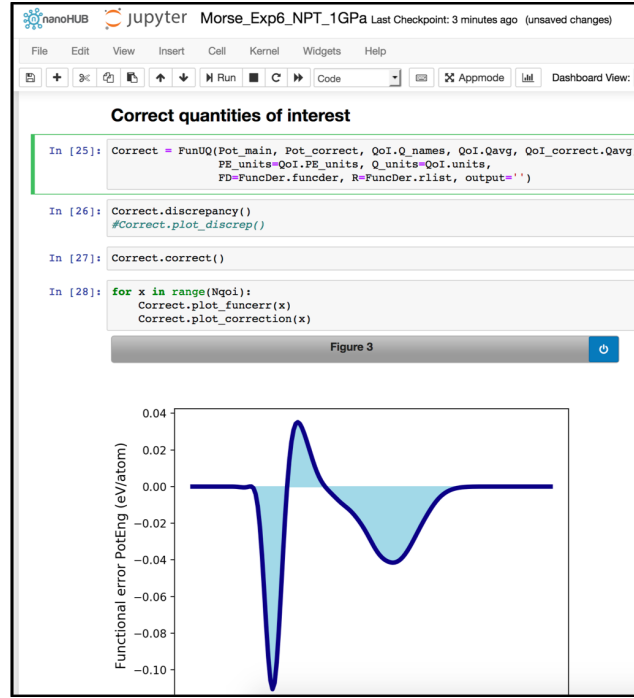 nanoHUB jupyter Morse_Exp6_NPT_1GPa Last Checkpoint: 3 minutes ago (unsaved changes)
File Edit View Insert Cell Kernel Widgets Help
Run Code Appmode Dashboard View:
Correct quantities of interest
In [25]: Correct = FunUQ(Pot_main, Pot_correct, QoI.Q_names, QoI.Qavg, QoI_correct.Qavg
PE_units=QoI.PE_units, Q_units=QoI.units,
FD=FuncDer.funcder, R=FuncDer.rlist, output='')
In [26]: Correct.discrepancy()
#Correct.plot_discrep()
In [27]: Correct.correct()
In [28]: for x in range(Nqoi):
Correct.plot_funcerr(x)
Correct.plot_correction(x)
Figure 3
Functional error PotEng (eV/atom)
0.04
0.02
0.00
−0.02
−0.04
−0.06
−0.08
−0.10